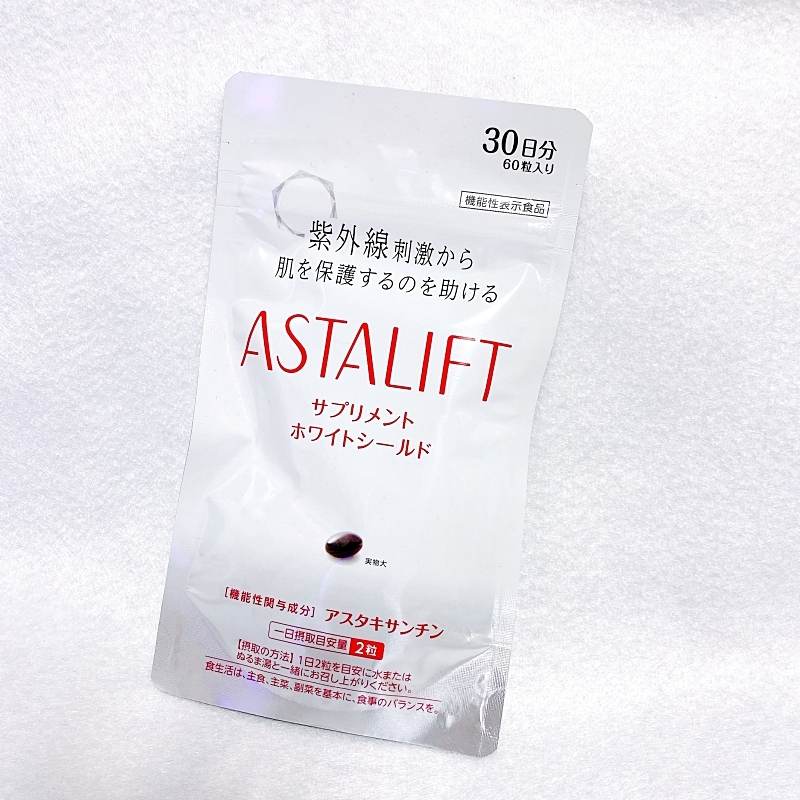 30日分
60粒入り
機能性表示食品
紫外線刺激から
肌を保護するのを助ける
ASTALIFT
サプリメント
ホワイトシールド
実物大
[機能性関与成分] アスタキサンチン
一日摂取目安量 2粒
【摂取の方法】1日2粒を目安に水または
ぬるま湯と一緒にお召し上がりください。
食生活は、主食、主菜、副菜を基本に、食事のバランスを。